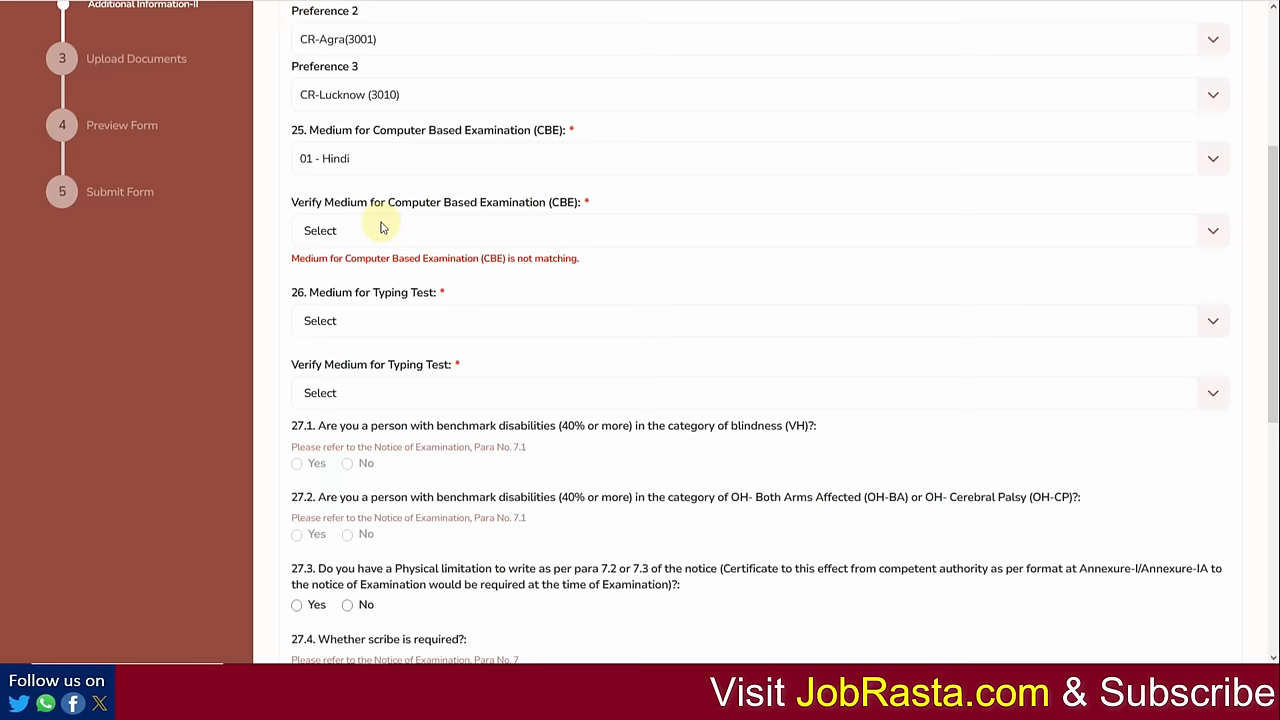 Additional Information-II
3 Upload Documents
4 Preview Form
5 Submit Form
Preference 2
CR-Agra(3001)
Preference 3
CR-Lucknow (3010)
25. Medium for Computer Based Examination (CBE): *
01 - Hindi
Verify Medium for Computer Based Examination (CBE): *
Select
Medium for Computer Based Examination (CBE) is not matching.
26. Medium for Typing Test: *
Select
Verify Medium for Typing Test: *
Select
27.1. Are you a person with benchmark disabilities (40% or more) in the category of blindness (VH)?:
Please refer to the Notice of Examination, Para No. 7.1
Yes No
27.2. Are you a person with benchmark disabilities (40% or more) in the category of OH- Both Arms Affected (OH-BA) or OH- Cerebral Palsy (OH-CP)?:
Please refer to the Notice of Examination, Para No. 7.1
Yes No
27.3. Do you have a Physical limitation to write as per para 7.2 or 7.3 of the notice (Certificate to this effect from competent authority as per format at Annexure-I/Annexure-IA to
the notice of Examination would be required at the time of Examination)?:
Yes No
27.4. Whether scribe is required?:
Please refer to the Notice of Examination, Para No. 7
Follow us on
Visit JobRasta.com & Subscribe